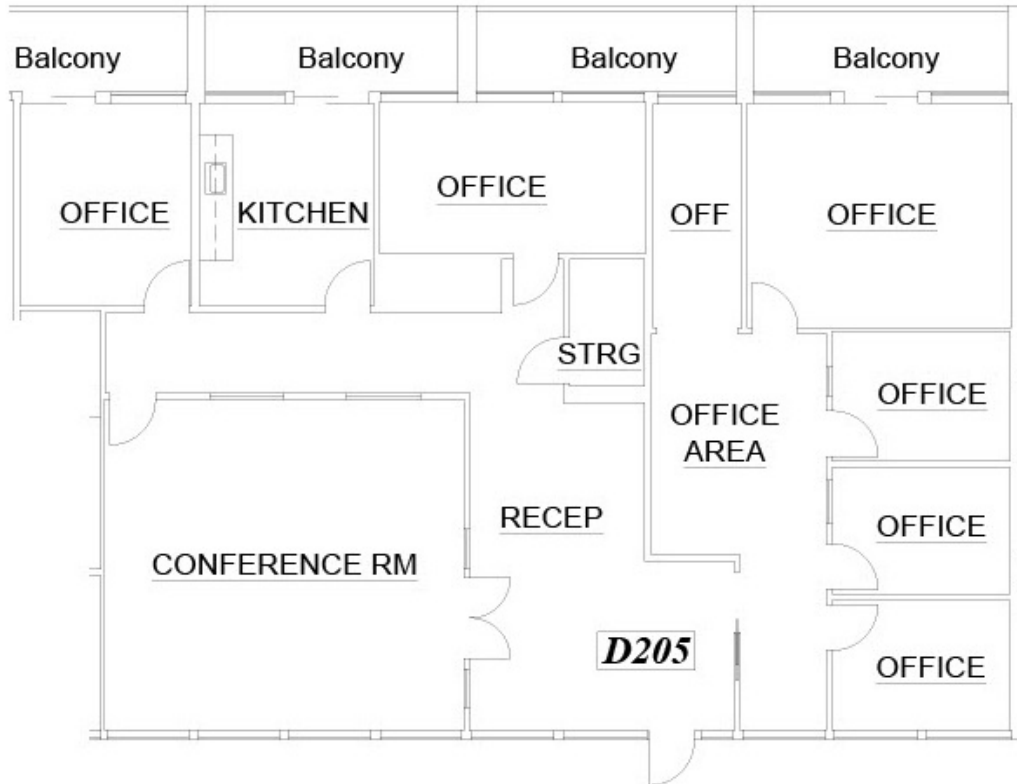 Balcony
Balcony
Balcony
Balcony
OFFICE
KITCHEN
OFFICE
OFF
OFFICE
STRG
OFFICE
AREA
OFFICE
RECEP
OFFICE
CONFERENCE RM
D205
OFFICE